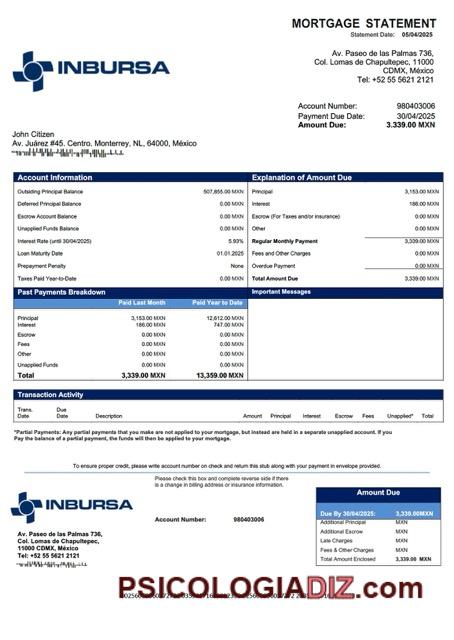 MORTGAGE STATEMENT
Statement Date: 05/04/2025
INBURSA
Av. Paseo de las Palmas 736,
Col. Lomas de Chapultepec, 11000
CDMX, México
Tel: +52 55 5621 2121
Account Number: 980403006
Payment Due Date: 30/04/2025
Amount Due: 3.339.00 MXN
John Citizen
Av. Juárez #45. Centro. Monterrey, NL, 64000, México
Account Information
Outsiding Principal Balance 507,855.00 MXN
Deferred Principal Balance 0.00 MXN
Escrow Account Balance 0.00 MXN
Unapplied Funds Balance 0.00 MXN
Interest Rate (until 30/04/2025) 5.93%
Loan Maturity Date 01.01.2025
Prepayment Penalty None
Taxes Paid Year-to-Date 0.00 MXN
Explanation of Amount Due
Principal 3,153.00 MXN
Interest 186.00 MXN
Escrow (For Taxes and/or insurance) 0.00 MXN
Other 0.00 MXN
Regular Monthly Payment 3,339.00 MXN
Fees and Other Charges 0.00 MXN
Overdue Payment 0.00 MXN
Total Amount Due 3,339.00 MXN
Past Payments Breakdown
Paid Last Month Paid Year to Date
Principal 3,153.00 MXN 12,612.00 MXN
Interest 186.00 MXN 747.00 MXN
Escrow 0.00 MXN 0.00 MXN
Fees 0.00 MXN 0.00 MXN
Other 0.00 MXN 0.00 MXN
Unapplied Funds 0.00 MXN 0.00 MXN
Total 3,339.00 MXN 13,359.00 MXN
Important Messages
Transaction Activity
Trans. Date Due Date Description Amount Principal Interest Escrow Fees Unapplied* Total
*Partial Payments: Any partial payments that you make are not applied to your mortgage, but instead are held in a separate unapplied account. If you
Pay the balance of a partial payment, the funds will then be applied to your mortgage.
To ensure proper credit, please write account number on check and return this stub along with your payment in envelope provided.
Please check this box and complete reverse side if there
is a change in billing address or insurance information.
INBURSA
Account Number: 980403006
Av. Paseo de las Palmas 736,
Col. Lomas de Chapultepec,
11000 CDMX, México
Tel: +52 55 5621 2121
Amount Due
Due By 30/04/2025: 3,339.00MXN
Additional Principal MXN
Additional Escrow MXN
Late Charges MXN
Fees & Other Charges MXN
Total Amount Enclosed 3,339.00 MXN
PSICOLOGIADIZ.com